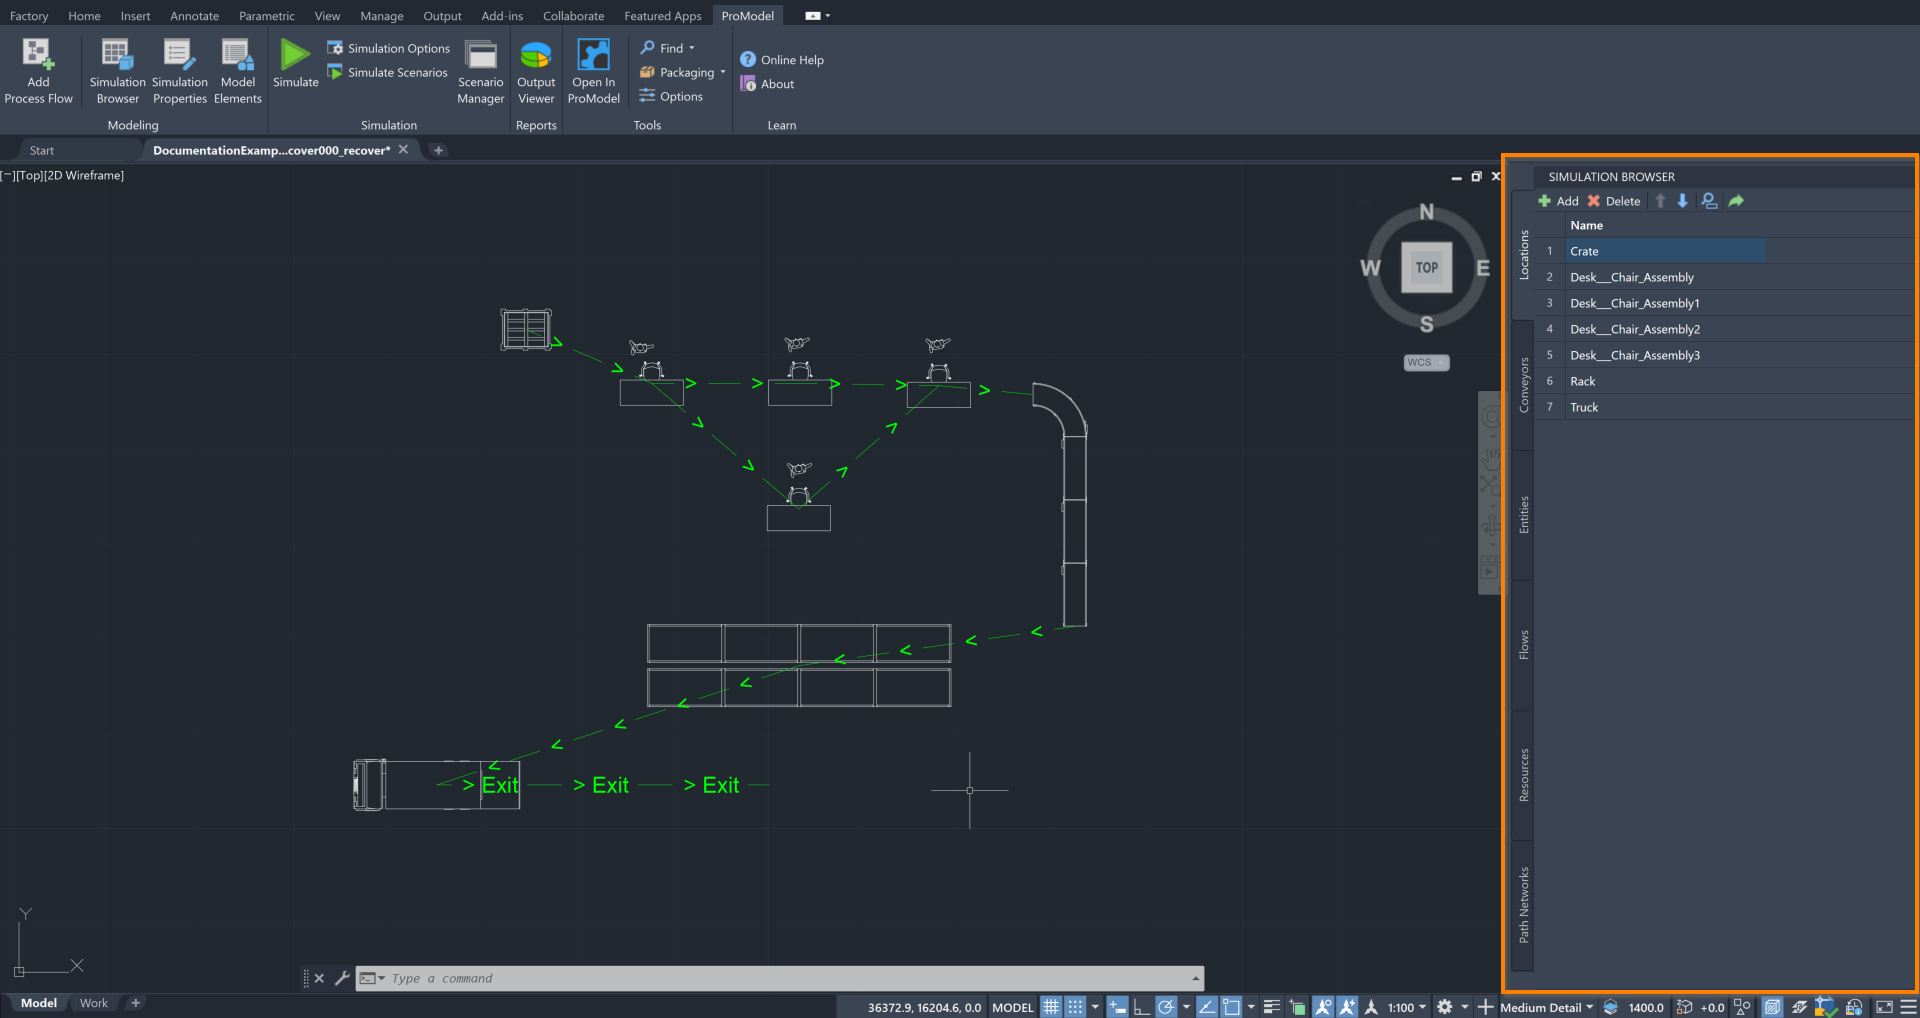 Factory Home Insert Annotate Parametric View Manage Output Add-ins Collaborate Featured Apps ProModel
Add
Process Flow
Simulation
Browser
Simulation
Properties
Model
Elements
Modeling
Simulate
Simulation Options
Simulate Scenarios
Scenario
Manager
Simulation
Output
Viewer
Reports
Open In
ProModel
Find
Packaging
Options
Tools
Online Help
About
Learn
Start
DocumentationExamp...cover000_recover*
[−][Top][2D Wireframe]
N
W
TOP
E
S
WCS
> Exit > Exit > Exit
Y
X
SIMULATION BROWSER
Add Delete
Name
1 Crate
2 Desk___Chair_Assembly
3 Desk___Chair_Assembly1
4 Desk___Chair_Assembly2
5 Desk___Chair_Assembly3
6 Rack
7 Truck
Locations
Conveyors
Entities
Flows
Resources
Path Networks
Type a command
Model Work +
36372.9, 16204.6, 0.0 MODEL 1:100 Medium Detail 1400.0 +0.0